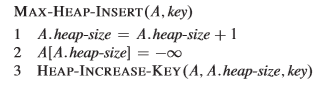 MAX-HEAP-INSERT(A, key)
1 A.heap-size = A.heap-size + 1
2 A[A.heap-size] = −∞
3 HEAP-INCREASE-KEY(A, A.heap-size, key)